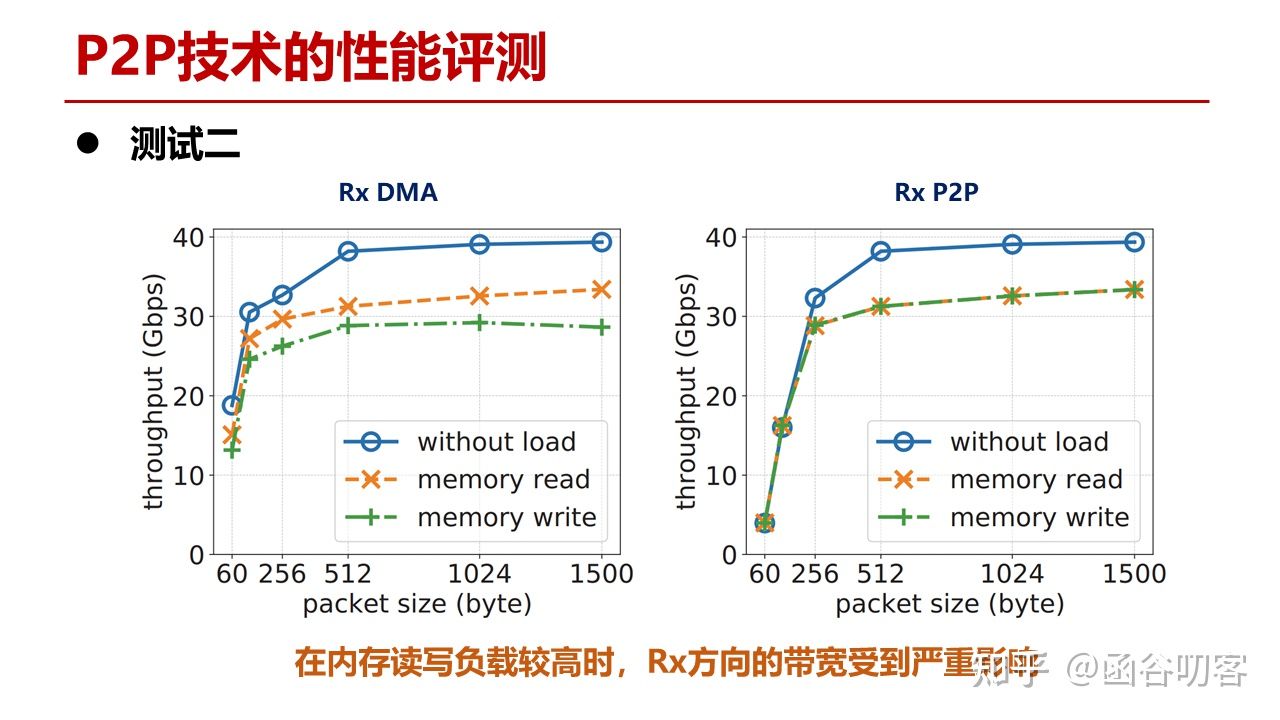 P2P技术的性能评测
● 测试二
Rx DMA
40
30
20
10
0
throughput (Gbps)
without load
memory read
memory write
60 256 512 1024 1500
packet size (byte)
Rx P2P
40
30
20
10
0
throughput (Gbps)
without load
memory read
memory write
60 256 512 1024 1500
packet size (byte)
在内存读写负载较高时，Rx方向的带宽受到严重影响
知乎 @函谷叨客